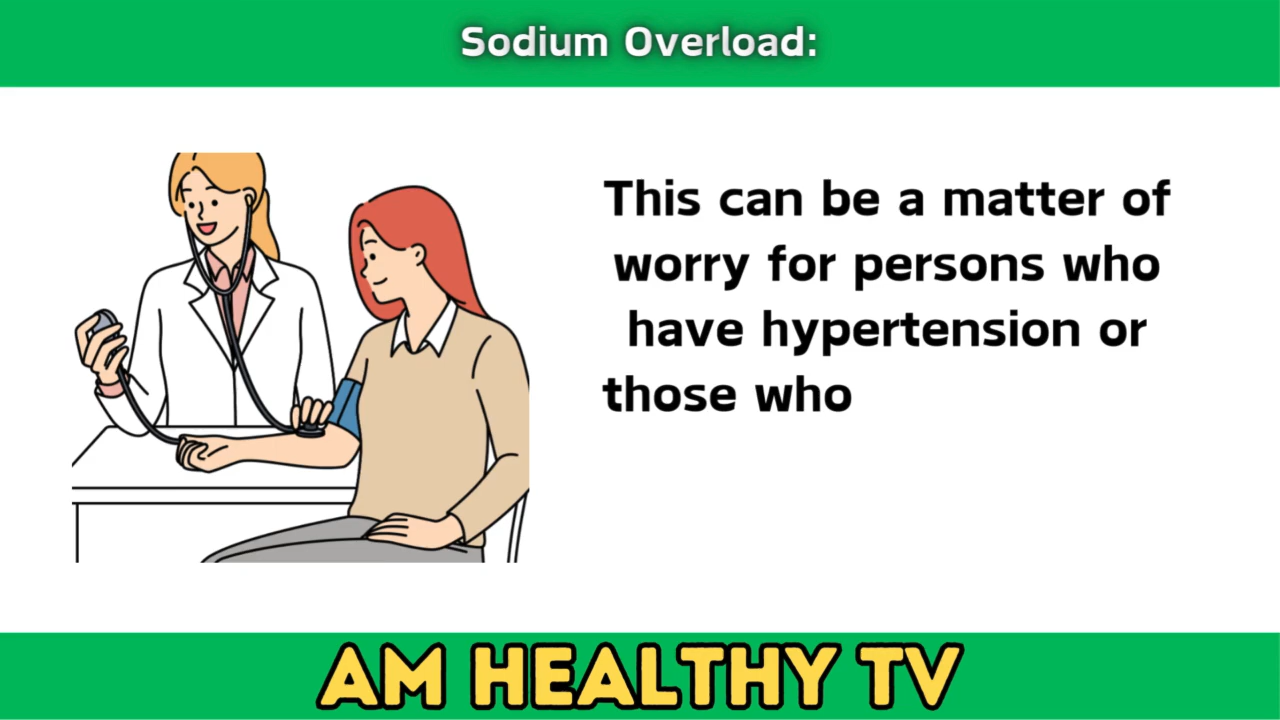 Sodium Overload:
This can be a matter of
worry for persons who
have hypertension or
those who
AM HEALTHY TV